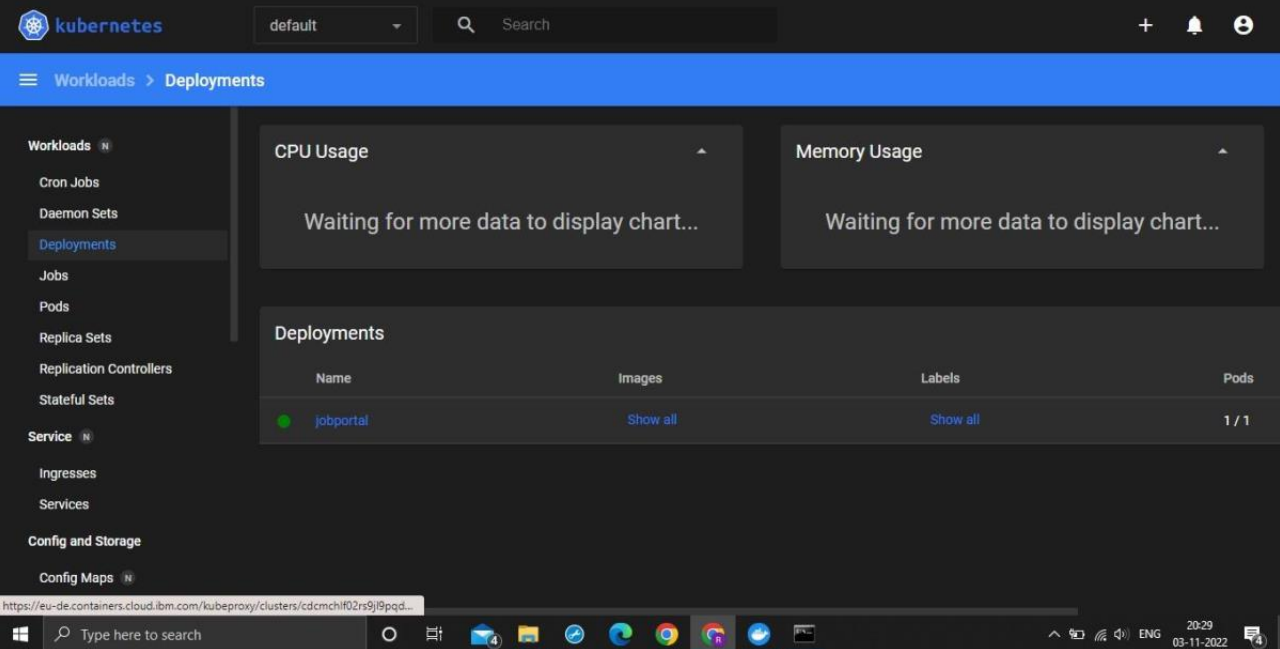 kubernetes default Search
Workloads > Deployments
Workloads N
Cron Jobs
Daemon Sets
Deployments
Jobs
Pods
Replica Sets
Replication Controllers
Stateful Sets
Service N
Ingresses
Services
Config and Storage
Config Maps N
CPU Usage
Waiting for more data to display chart...
Memory Usage
Waiting for more data to display chart...
Deployments
Name Images Labels Pods
jobportal Show all Show all 1 / 1
https://eu-de.containers.cloud.ibm.com/kubeproxy/clusters/cdcmchlf02rs9jl9pqd...
Type here to search 4 R ENG 20:29
03-11-2022 4